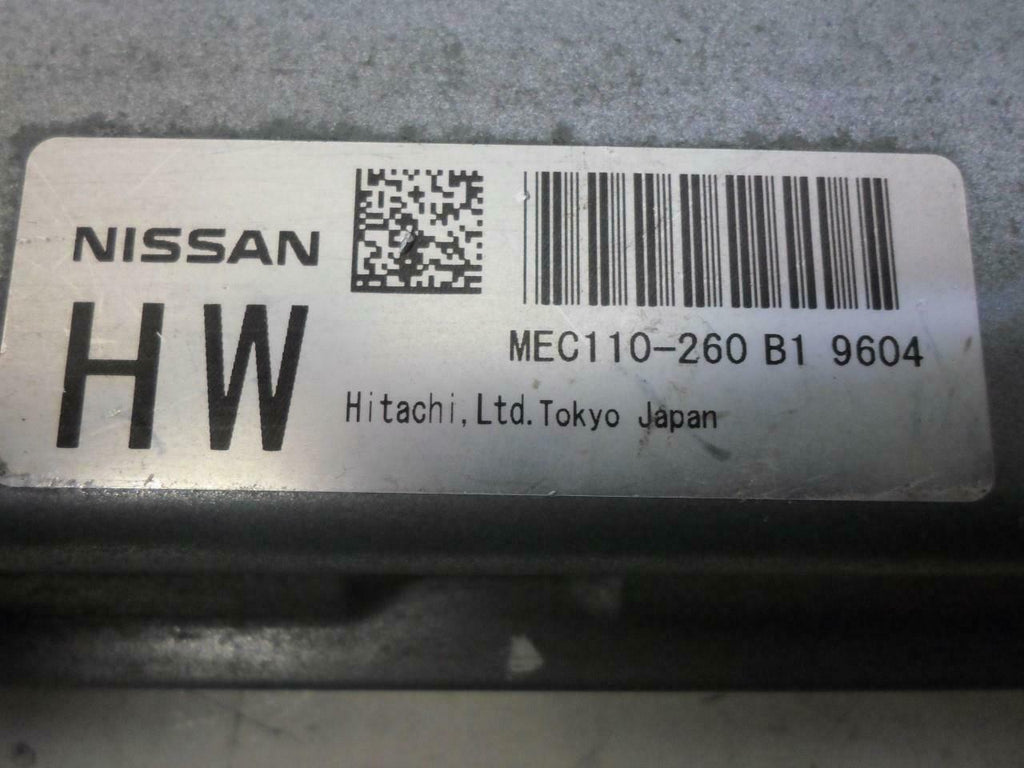 NISSAN
HW
MEC110-260 B1 9604
Hitachi,Ltd.Tokyo Japan